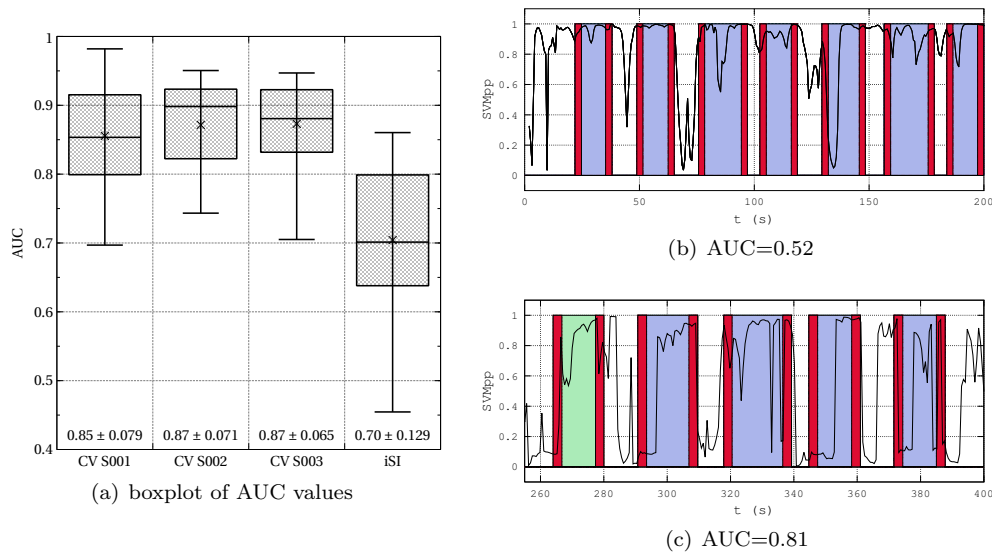 1
0.9
0.8
0.7
0.6
0.5
0.4
AUC
0.85 ± 0.079
0.87 ± 0.071
0.87 ± 0.065
0.70 ± 0.129
CV S001
CV S002
CV S003
iSI
(a) boxplot of AUC values
1
0.8
0.6
0.4
0.2
0
SVMpp
0
50
100
150
200
t (s)
(b) AUC=0.52
1
0.8
0.6
0.4
0.2
0
SVMpp
260
280
300
320
340
360
380
400
t (s)
(c) AUC=0.81